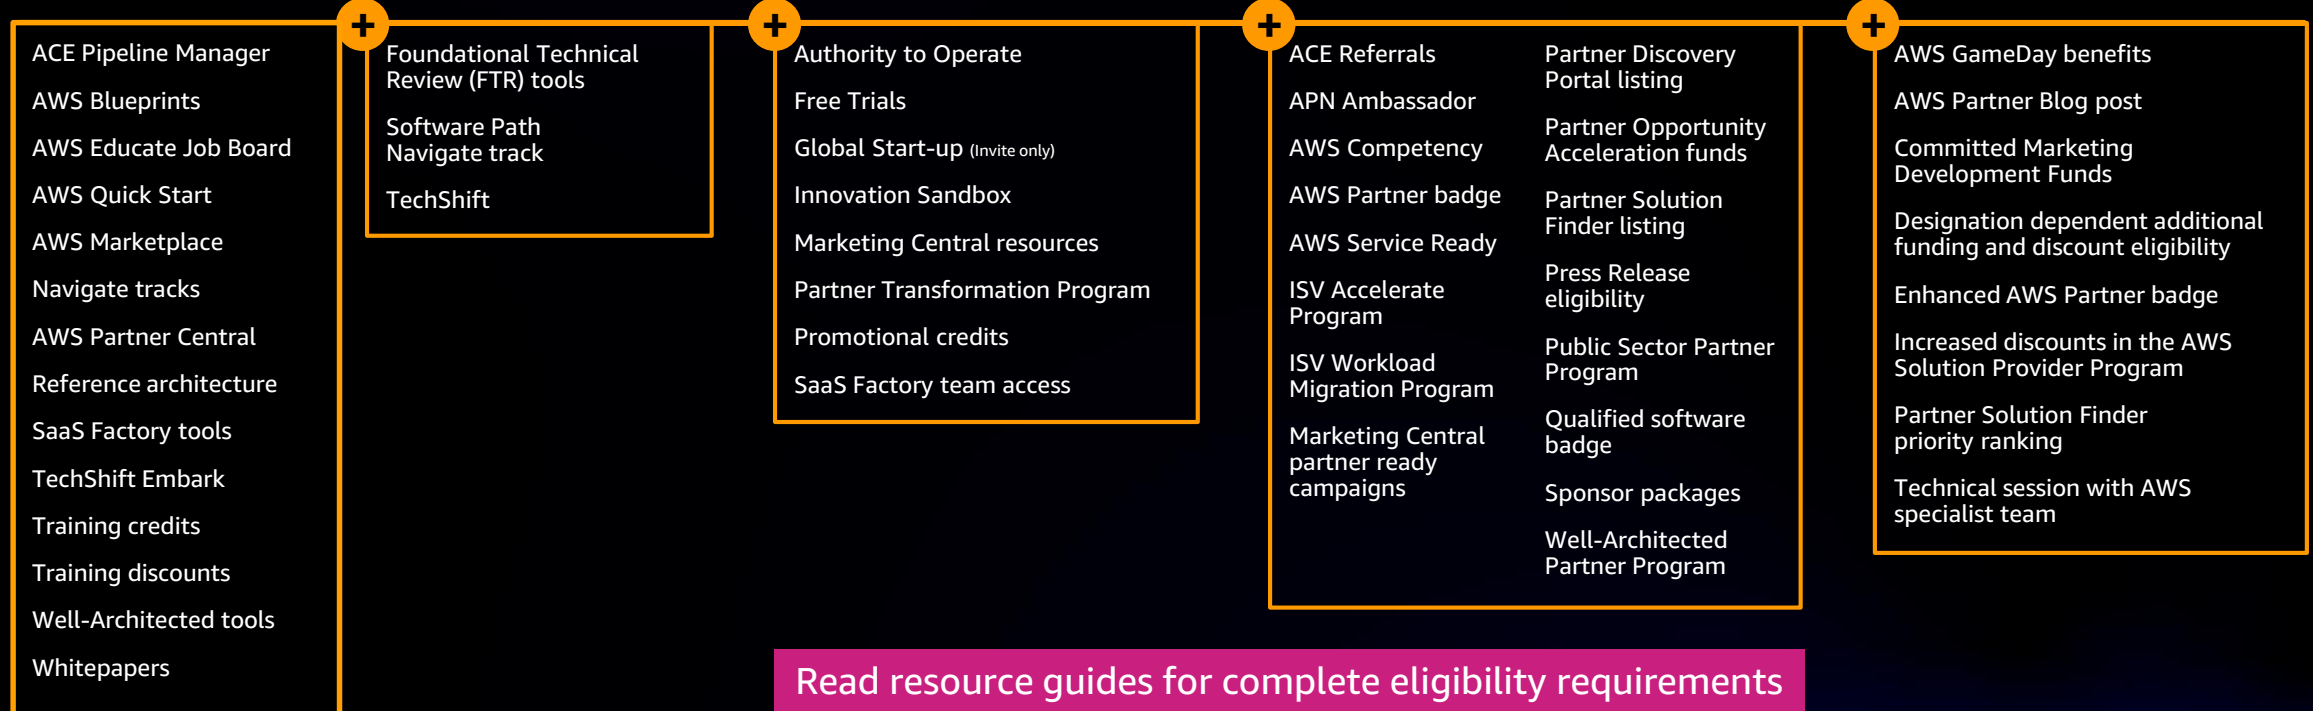 ACE Pipeline Manager
AWS Blueprints
AWS Educate Job Board
AWS Quick Start
AWS Marketplace
Navigate tracks
AWS Partner Central
Reference architecture
SaaS Factory tools
TechShift Embark
Training credits
Training discounts
Well-Architected tools
Whitepapers
+
Foundational Technical
Review (FTR) tools
Software Path
Navigate track
TechShift
+
Authority to Operate
Free Trials
Global Start-up (Invite only)
Innovation Sandbox
Marketing Central resources
Partner Transformation Program
Promotional credits
SaaS Factory team access
+
ACE Referrals
APN Ambassador
AWS Competency
AWS Partner badge
AWS Service Ready
ISV Accelerate
Program
ISV Workload
Migration Program
Marketing Central
partner ready
campaigns
Partner Discovery
Portal listing
Partner Opportunity
Acceleration funds
Partner Solution
Finder listing
Press Release
eligibility
Public Sector Partner
Program
Qualified software
badge
Sponsor packages
Well-Architected
Partner Program
+
AWS GameDay benefits
AWS Partner Blog post
Committed Marketing
Development Funds
Designation dependent additional
funding and discount eligibility
Enhanced AWS Partner badge
Increased discounts in the AWS
Solution Provider Program
Partner Solution Finder
priority ranking
Technical session with AWS
specialist team
Read resource guides for complete eligibility requirements